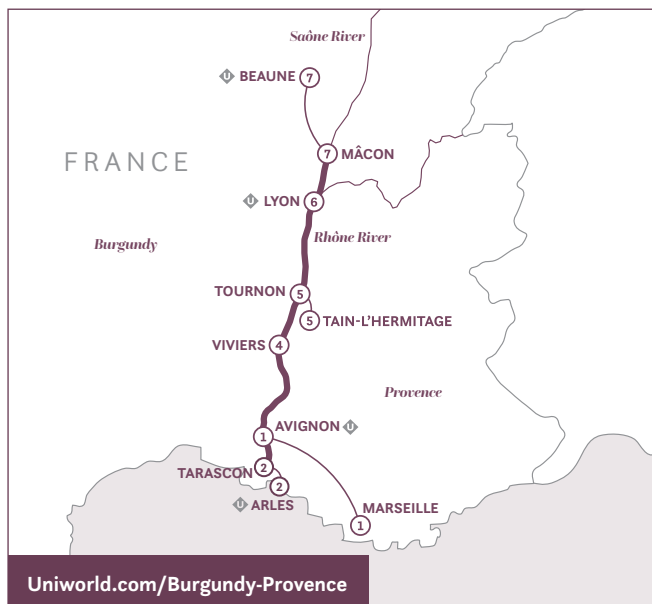 Saône River
U BEAUNE 7
7 MÂCON
FRANCE
U LYON 6
Rhône River
Burgundy
TOURNON 5
5 TAIN-L'HERMITAGE
VIVIERS 4
Provence
1 AVIGNON U
TARASCON 2
2
U ARLES
MARSEILLE
1
Uniworld.com/Burgundy-Provence